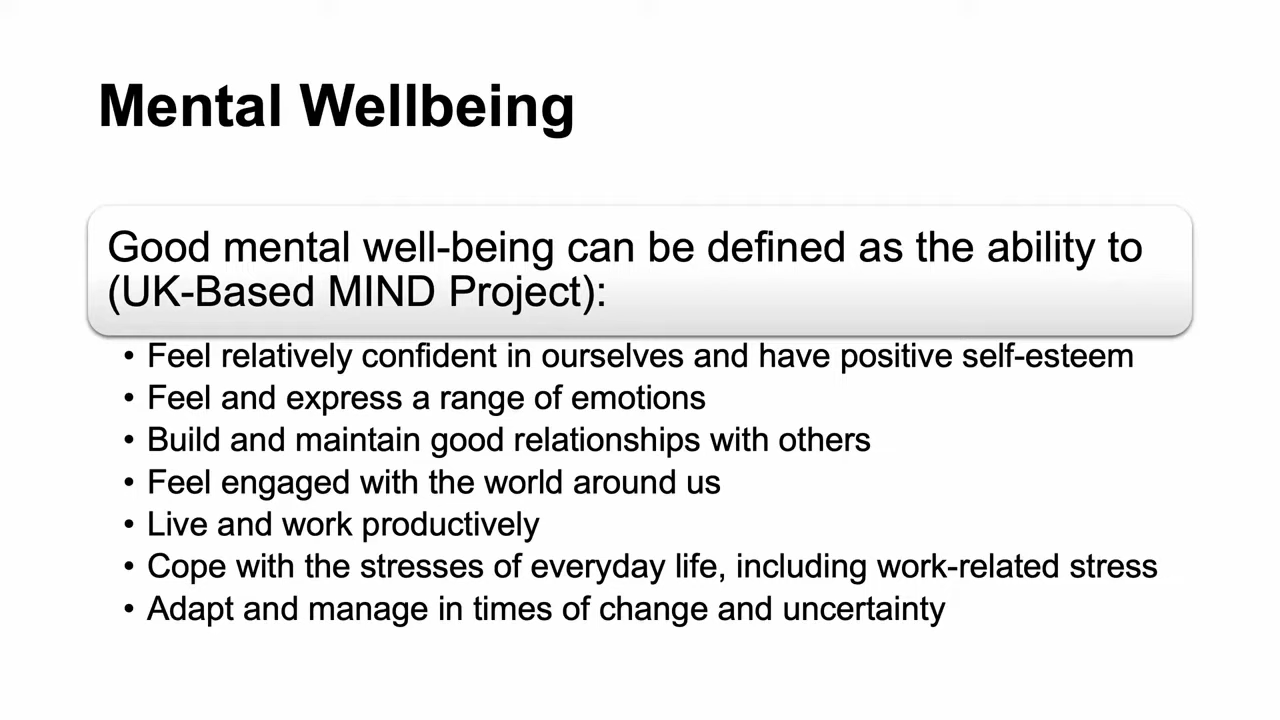 Mental Wellbeing
Good mental well-being can be defined as the ability to
(UK-Based MIND Project):
• Feel relatively confident in ourselves and have positive self-esteem
• Feel and express a range of emotions
• Build and maintain good relationships with others
• Feel engaged with the world around us
• Live and work productively
• Cope with the stresses of everyday life, including work-related stress
• Adapt and manage in times of change and uncertainty